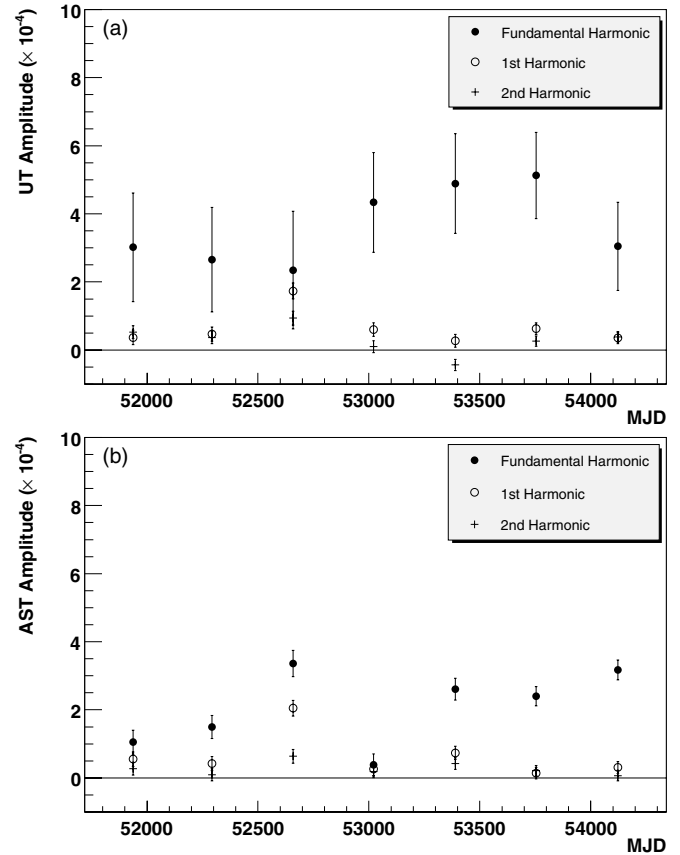 (a)
Fundamental Harmonic
1st Harmonic
2nd Harmonic
UT Amplitude (× 10⁻⁴)
10
8
6
4
2
0
52000 52500 53000 53500 54000
MJD
(b)
Fundamental Harmonic
1st Harmonic
2nd Harmonic
AST Amplitude (× 10⁻⁴)
10
8
6
4
2
0
52000 52500 53000 53500 54000
MJD